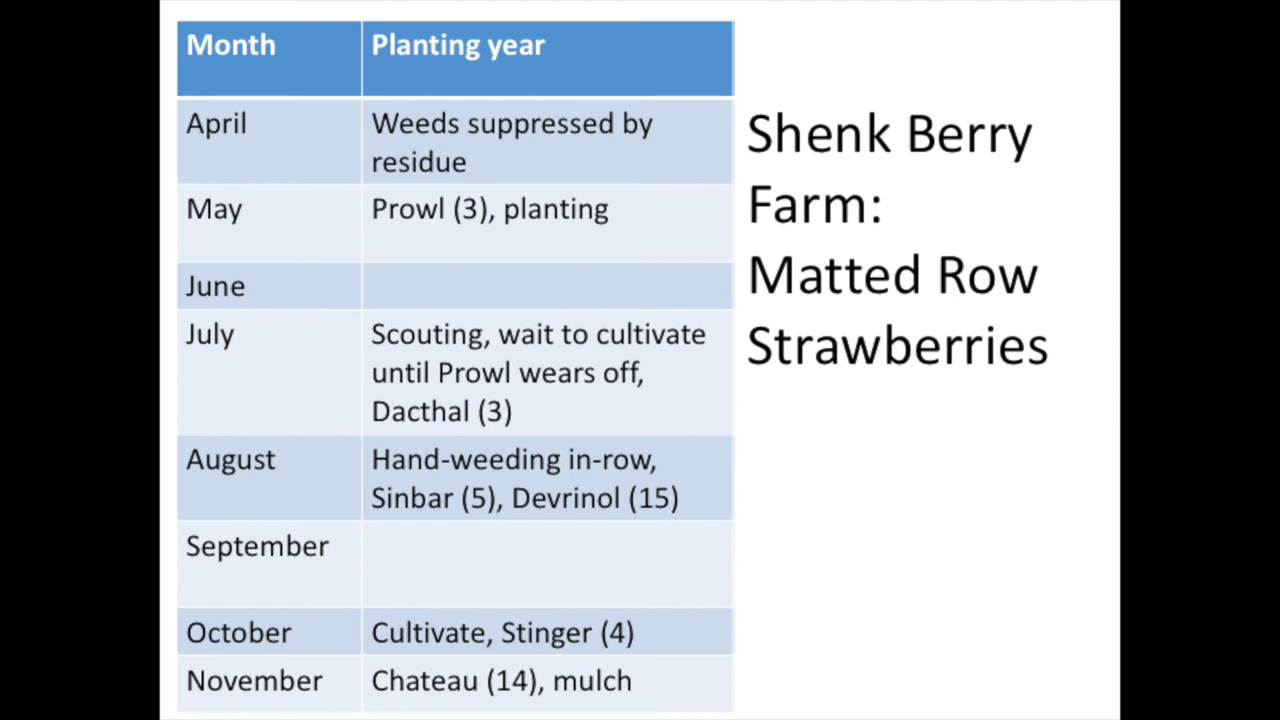 Month Planting year
April Weeds suppressed by
residue
May Prowl (3), planting
June
July Scouting, wait to cultivate
until Prowl wears off,
Dacthal (3)
August Hand-weeding in-row,
Sinbar (5), Devrinol (15)
September
October Cultivate, Stinger (4)
November Chateau (14), mulch
Shenk Berry
Farm:
Matted Row
Strawberries